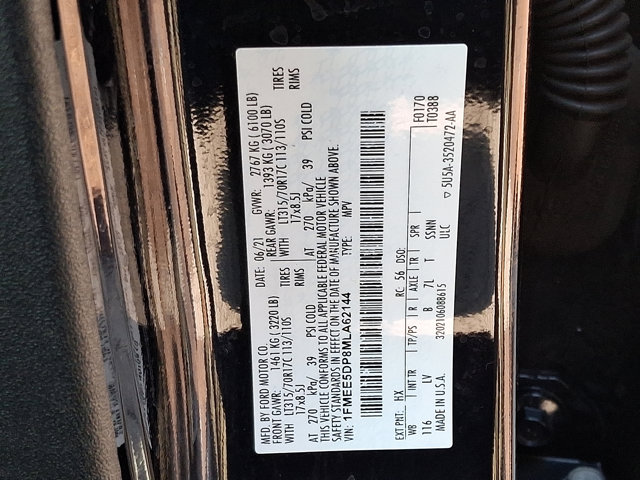 MFD. BY FORD MOTOR CO.
DATE: 06/21 GVWR: 2767 KG ( 6100 LB)
FRONT GAWR: 1461 KG ( 3220 LB) REAR GAWR: 1393 KG ( 3070 LB)
WITH LT315/70R17C 113/110S TIRES WITH LT315/70R17C 113/110S TIRES
17x8.5J RIMS 17x8.5J RIMS
AT 270 kPa/ 39 PSI COLD AT 270 kPa/ 39 PSI COLD
THIS VEHICLE CONFORMS TO ALL APPLICABLE FEDERAL MOTOR VEHICLE
SAFETY STANDARDS IN EFFECT ON THE DATE OF MANUFACTURE SHOWN ABOVE.
VIN: 1FMEE5DP8MLA62144 TYPE: MPV
EXT PNT: HX RC: 56 DSO: F0170
WB INT TR TP/PS R AXLE TR SPR T03BB
116 LV B 7L T SSNN
MADE IN U.S.A. 3202106088615 ULC
▽ 5U5A-3520472-AA